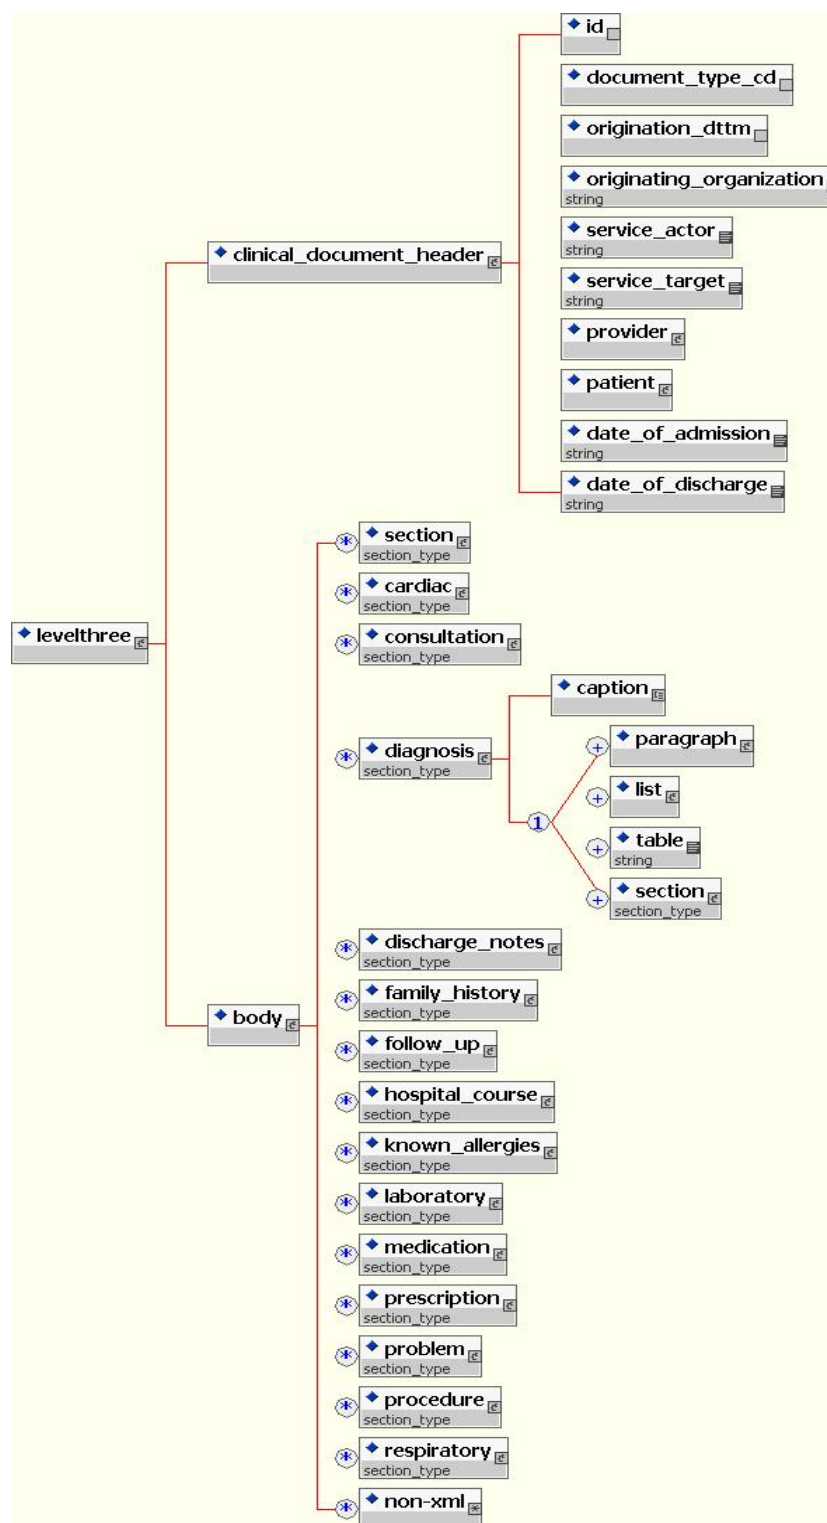 id
document_type_cd
origination_dttm
originating_organization
string
service_actor
string
clinical_document_header
service_target
string
provider
patient
date_of_admission
string
date_of_discharge
string
* section
section_type
* cardiac
section_type
levelthree
* consultation
section_type
caption
* diagnosis
section_type
+ paragraph
+ list
1
+ table
string
+ section
section_type
* discharge_notes
section_type
* family_history
section_type
body
* follow_up
section_type
* hospital_course
section_type
* known_allergies
section_type
* laboratory
section_type
* medication
section_type
* prescription
section_type
* problem
section_type
* procedure
section_type
* respiratory
section_type
* non-xml